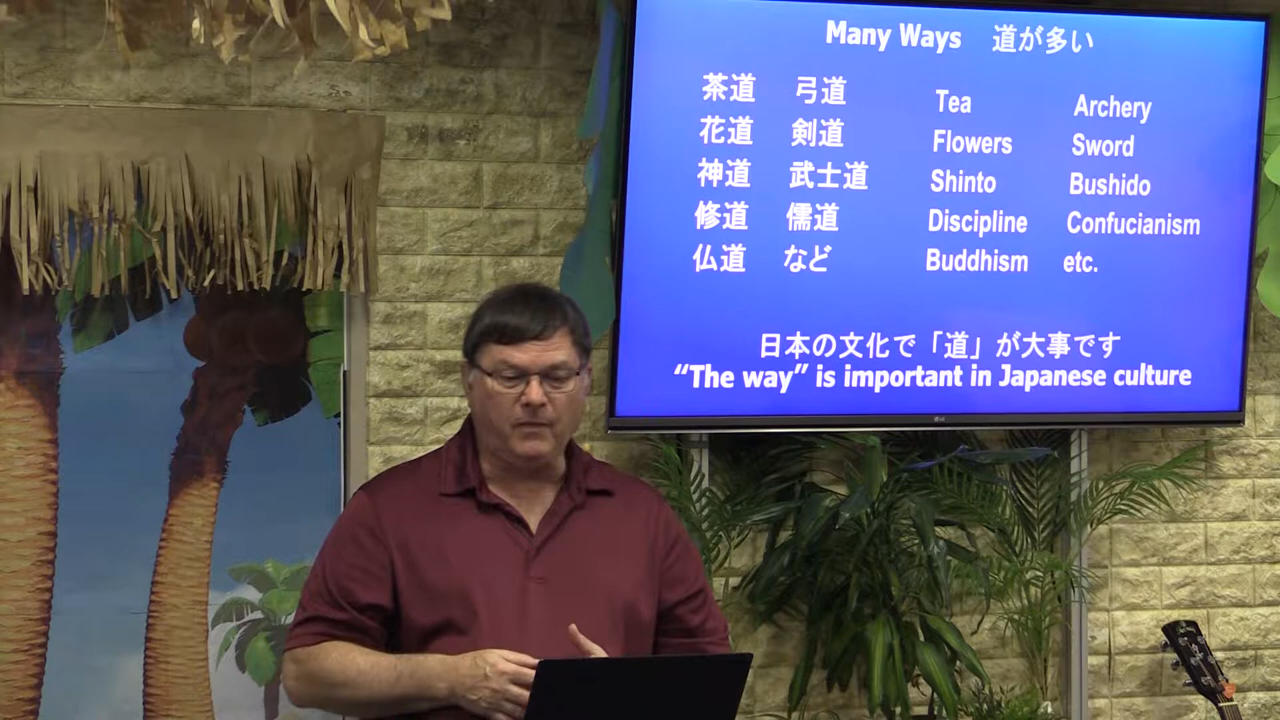 Many Ways 道が多い
茶道 弓道 Tea Archery
花道 剣道 Flowers Sword
神道 武士道 Shinto Bushido
修道 儒道 Discipline Confucianism
仏道 など Buddhism etc.
日本の文化で「道」が大事です
“The way” is important in Japanese culture
LG